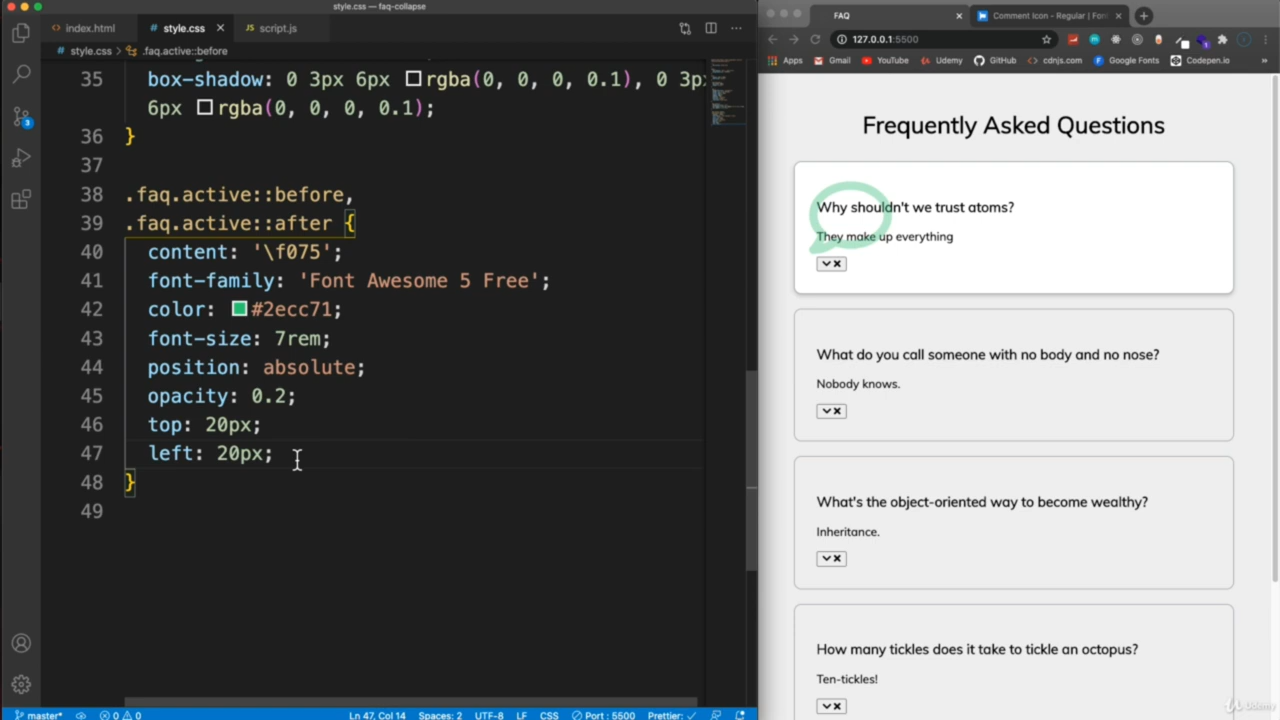 style.css — faq-collapse
index.html
style.css
script.js
style.css > .faq.active::before
35 box-shadow: 0 3px 6px rgba(0, 0, 0, 0.1), 0 3px
6px rgba(0, 0, 0, 0.1);
36 }
37
38 .faq.active::before,
39 .faq.active::after {
40 content: '\f075';
41 font-family: 'Font Awesome 5 Free';
42 color: #2ecc71;
43 font-size: 7rem;
44 position: absolute;
45 opacity: 0.2;
46 top: 20px;
47 left: 20px;
48 }
49
3
master*
0 0
Ln 47, Col 14
Spaces: 2
UTF-8
LF
CSS
Port : 5500
Prettier: ✓
FAQ
Comment Icon - Regular | Fon
127.0.0.1:5500
Apps
Gmail
YouTube
Udemy
GitHub
cdnjs.com
Google Fonts
Codepen.io
»
Frequently Asked Questions
Why shouldn't we trust atoms?
They make up everything
What do you call someone with no body and no nose?
Nobody knows.
What's the object-oriented way to become wealthy?
Inheritance.
How many tickles does it take to tickle an octopus?
Ten-tickles!
Udemy